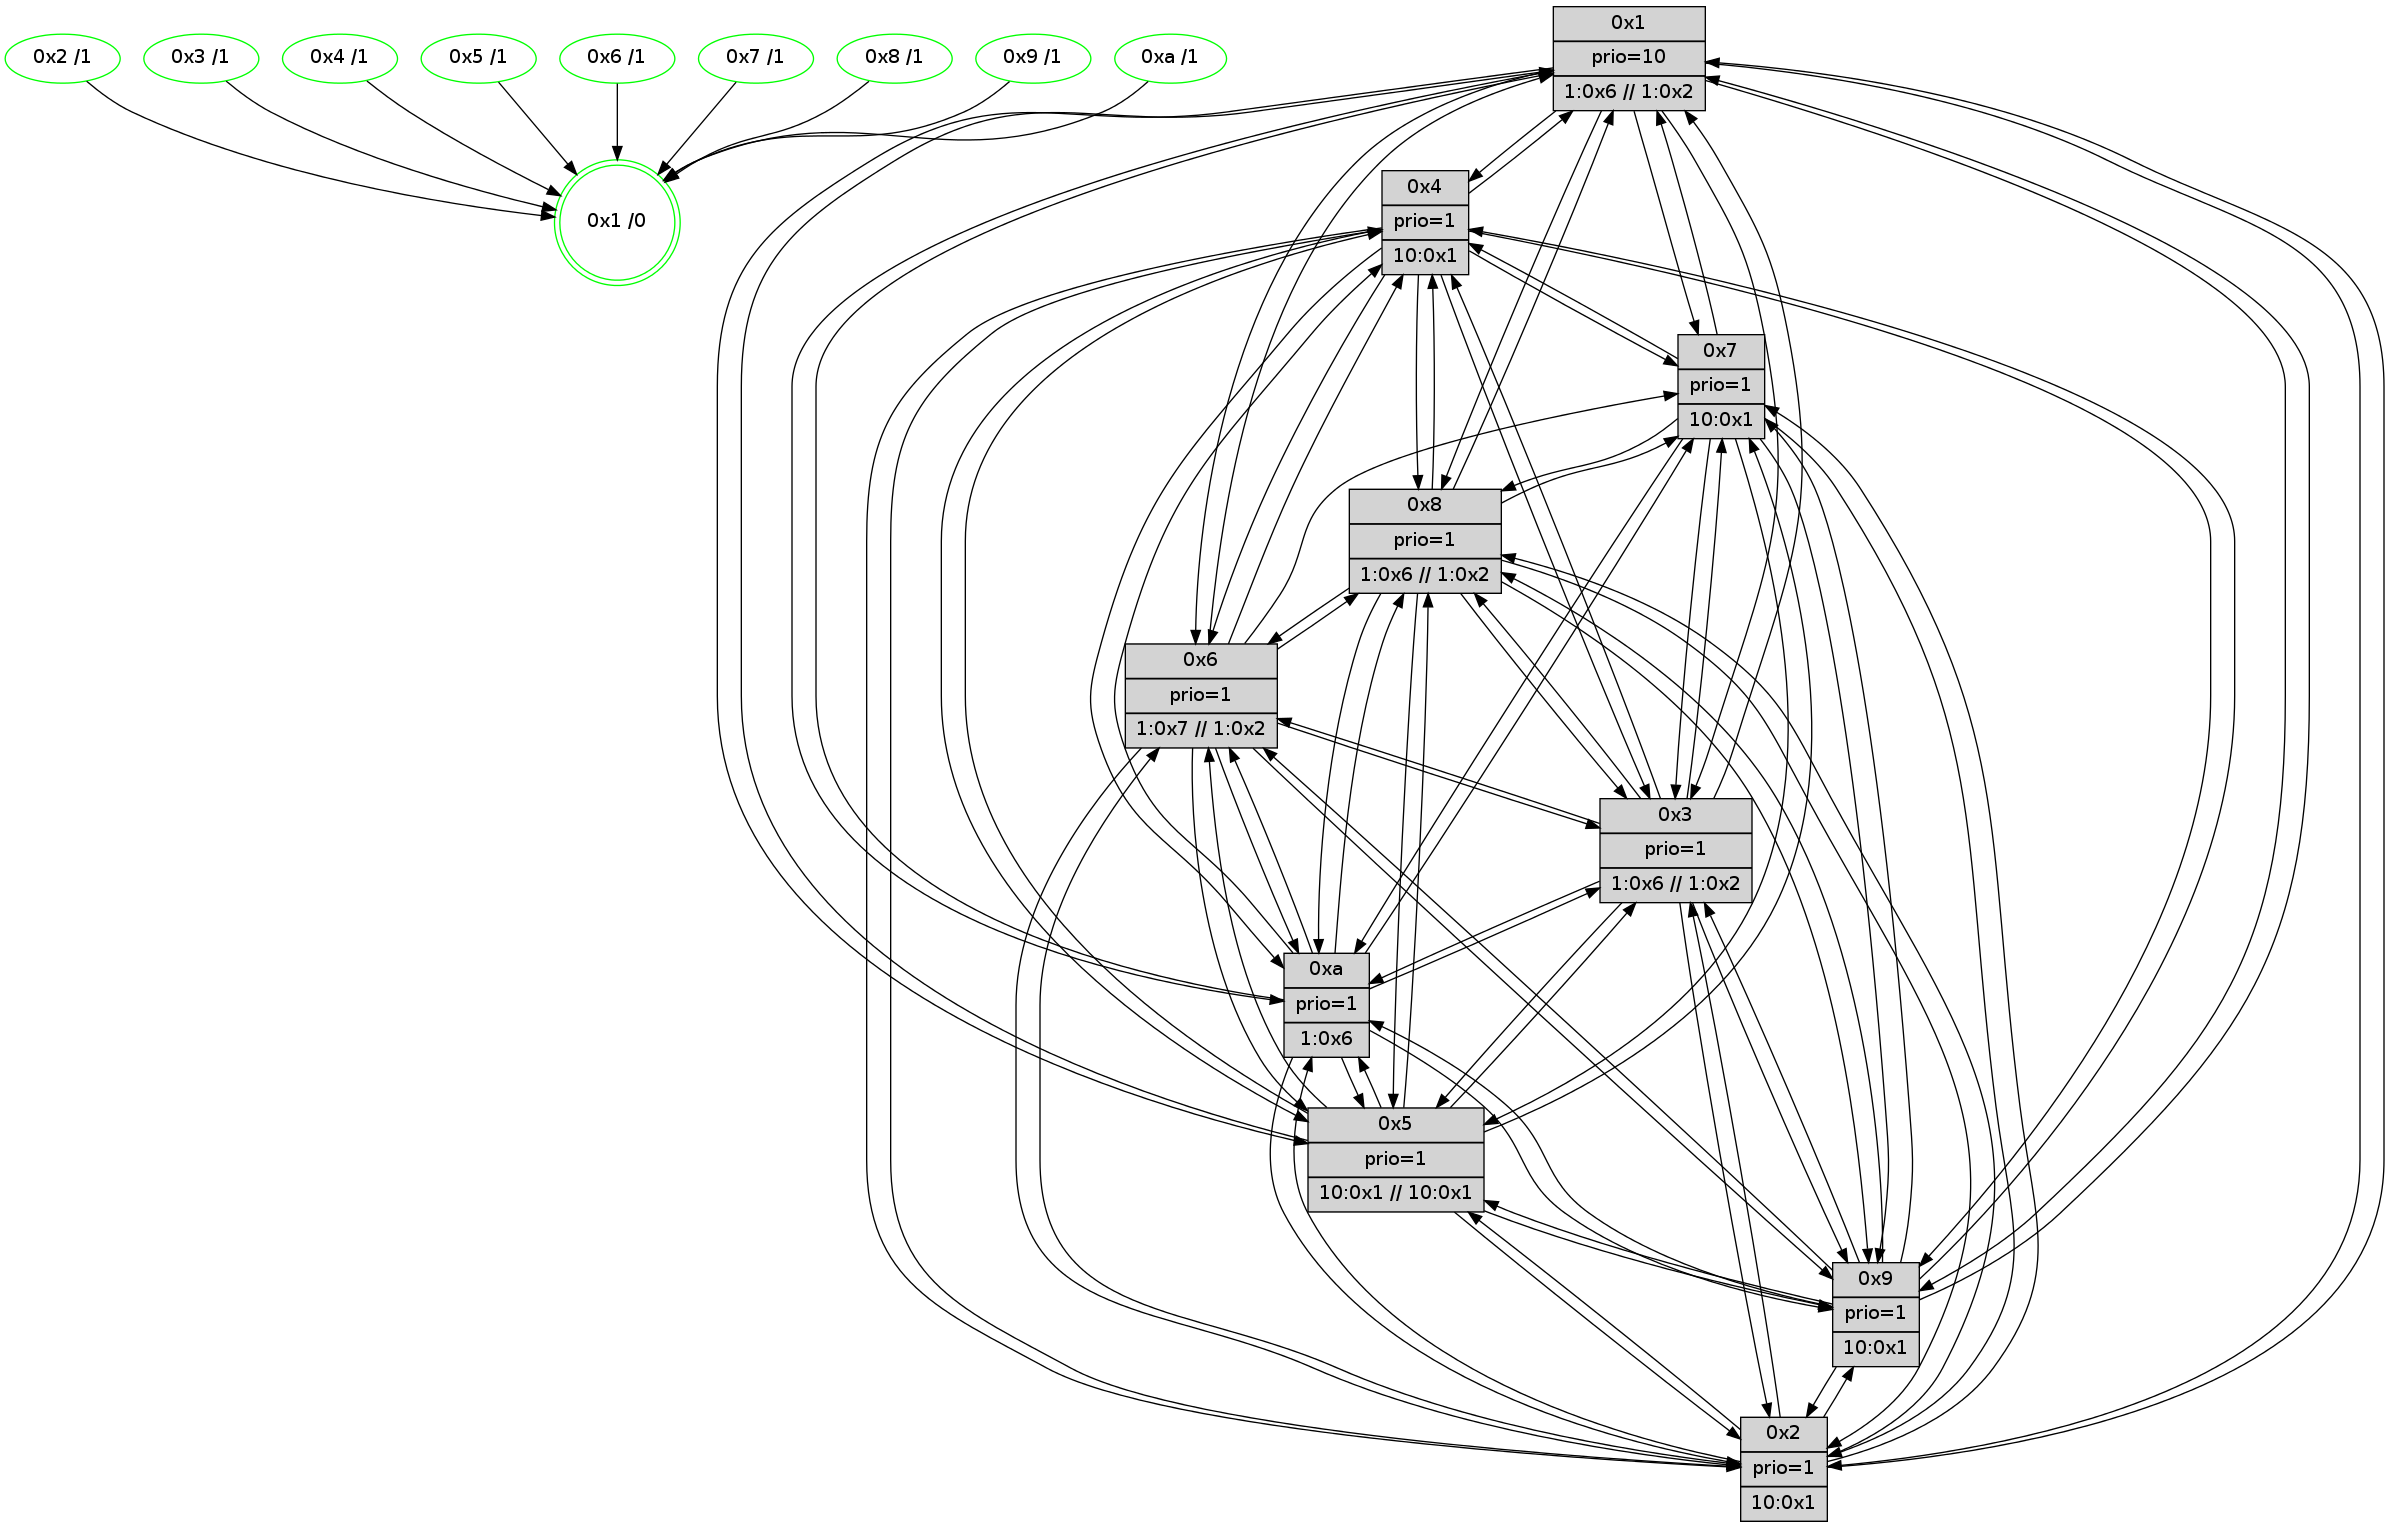 0x2 /1
0x3 /1
0x4 /1
0x5 /1
0x6 /1
0x7 /1
0x8 /1
0x9 /1
0xa /1
0x1 /0
0x1
prio=10
1:0x6 // 1:0x2
0x4
prio=1
10:0x1
0x7
prio=1
10:0x1
0x8
prio=1
1:0x6 // 1:0x2
0x6
prio=1
1:0x7 // 1:0x2
0x3
prio=1
1:0x6 // 1:0x2
0xa
prio=1
1:0x6
0x5
prio=1
10:0x1 // 10:0x1
0x9
prio=1
10:0x1
0x2
prio=1
10:0x1